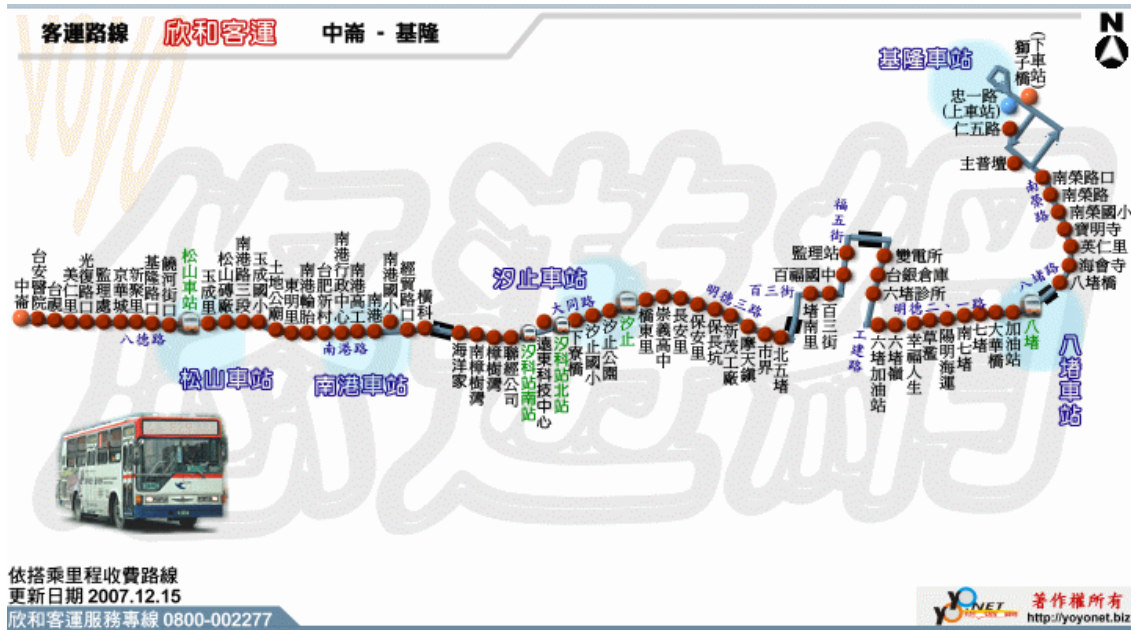 客運路線 欣和客運 中崙 - 基隆
N
基隆車站
獅子橋
(下車站)
忠一路
(上車站)
仁五路
主普壇
南榮路口
南榮路
南榮路
南榮國小
寶明寺
英仁里
海會寺
八堵橋
八堵路
八堵
八堵車站
中崙
台安醫院
台視
美仁里
光復路口
監理處
京華城
新聚里
基隆路口
饒河街口
松山車站
玉成里
松山磚廠
南港路三段
玉成國小
土地公廟
東明里
南港輪胎
台肥新村
南港行政中心
南港高工
南港
南港國小
經貿路口
橫科
八德路
松山車站
南港路
南港車站
海洋家
南樟樹灣
樟樹灣
聯經公司
汐科站南站
遠東科技中心
汐科站北站
下寮橋
汐止國小
汐止公園
汐止
汐止車站
大同路
橋東里
崇義高中
長安里
保安里
保長坑
新茂工廠
摩天鎮
市界
北五堵
明德三路
百三街
堵南里
百三街
百福國中
監理站
福五街
變電所
台銀倉庫
六堵診所
工建路
六堵加油站
六堵嶺
幸福人生
草濫
陽明海運
南七堵
七堵
大華橋
加油站
明德二、一路
悠遊網
yoyo
依搭乘里程收費路線
更新日期 2007.12.15
欣和客運服務專線 0800-002277
YOYONET
著作權所有
http://yoyonet.biz